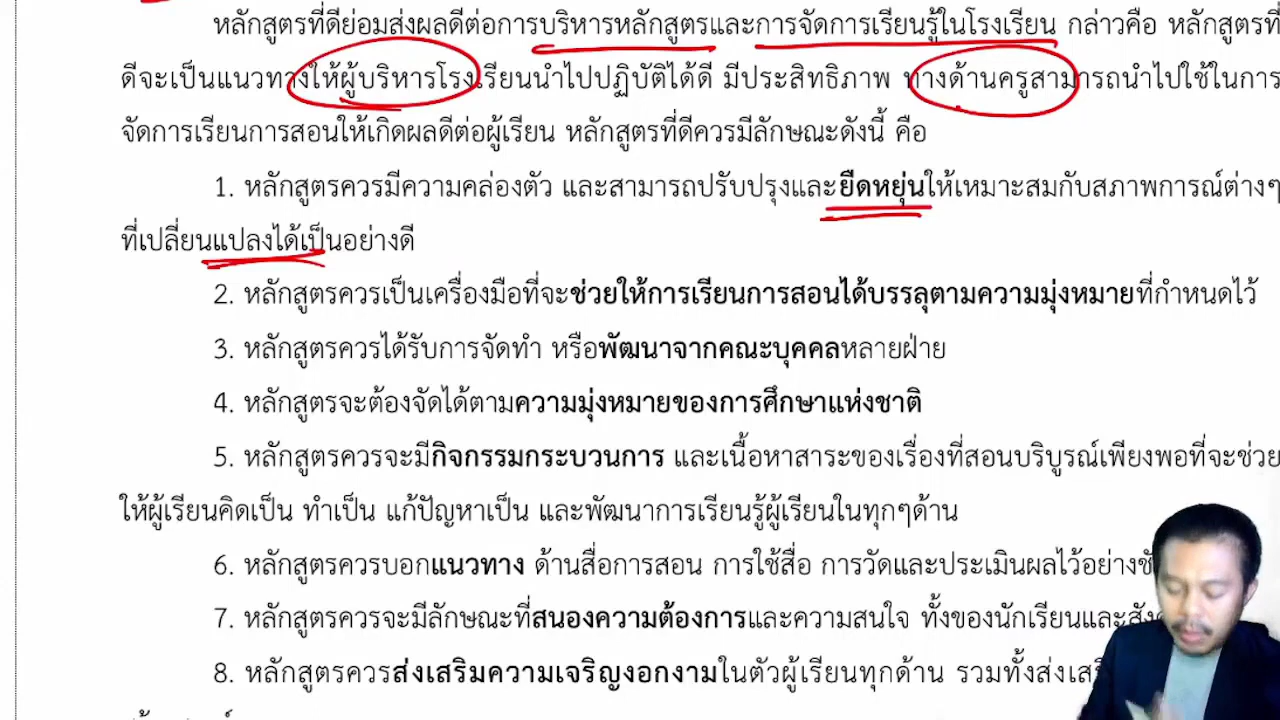 หลักสูตรที่ดีย่อมส่งผลดีต่อการบริหารหลักสูตรและการจัดการเรียนรู้ในโรงเรียน กล่าวคือ หลักสูตรที่
ดีจะเป็นแนวทางให้ผู้บริหารโรงเรียนนำไปปฏิบัติได้ดี มีประสิทธิภาพ ทางด้านครูสามารถนำไปใช้ในการ
จัดการเรียนการสอนให้เกิดผลดีต่อผู้เรียน หลักสูตรที่ดีควรมีลักษณะดังนี้ คือ
1. หลักสูตรควรมีความคล่องตัว และสามารถปรับปรุงและยืดหยุ่นให้เหมาะสมกับสภาพการณ์ต่างๆ
ที่เปลี่ยนแปลงได้เป็นอย่างดี
2. หลักสูตรควรเป็นเครื่องมือที่จะช่วยให้การเรียนการสอนได้บรรลุตามความมุ่งหมายที่กำหนดไว้
3. หลักสูตรควรได้รับการจัดทำ หรือพัฒนาจากคณะบุคคลหลายฝ่าย
4. หลักสูตรจะต้องจัดได้ตามความมุ่งหมายของการศึกษาแห่งชาติ
5. หลักสูตรควรจะมีกิจกรรมกระบวนการ และเนื้อหาสาระของเรื่องที่สอนบริบูรณ์เพียงพอที่จะช่วย
ให้ผู้เรียนคิดเป็น ทำเป็น แก้ปัญหาเป็น และพัฒนาการเรียนรู้ผู้เรียนในทุกๆด้าน
6. หลักสูตรควรบอกแนวทาง ด้านสื่อการสอน การใช้สื่อ การวัดและประเมินผลไว้อย่าง
7. หลักสูตรควรจะมีลักษณะที่สนองความต้องการและความสนใจ ทั้งของนักเรียนและ
8. หลักสูตรควรส่งเสริมความเจริญงอกงามในตัวผู้เรียนทุกด้าน รวมทั้ง